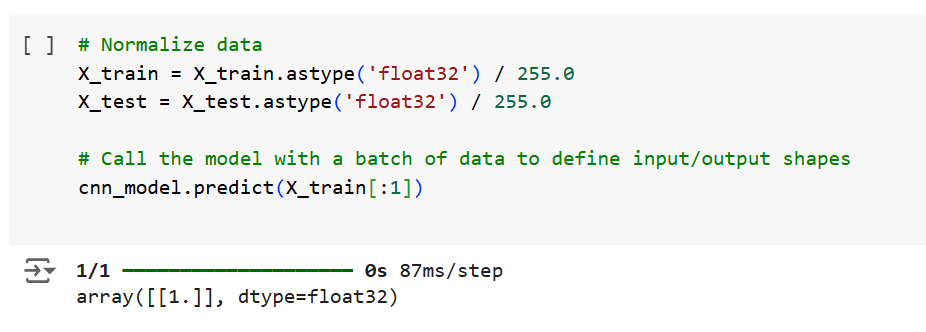 [ ] # Normalize data
X_train = X_train.astype('float32') / 255.0
X_test = X_test.astype('float32') / 255.0
# Call the model with a batch of data to define input/output shapes
cnn_model.predict(X_train[:1])
1/1 ━━━━━━━━━━━━━━━━━━━━ 0s 87ms/step
array([[1.]], dtype=float32)